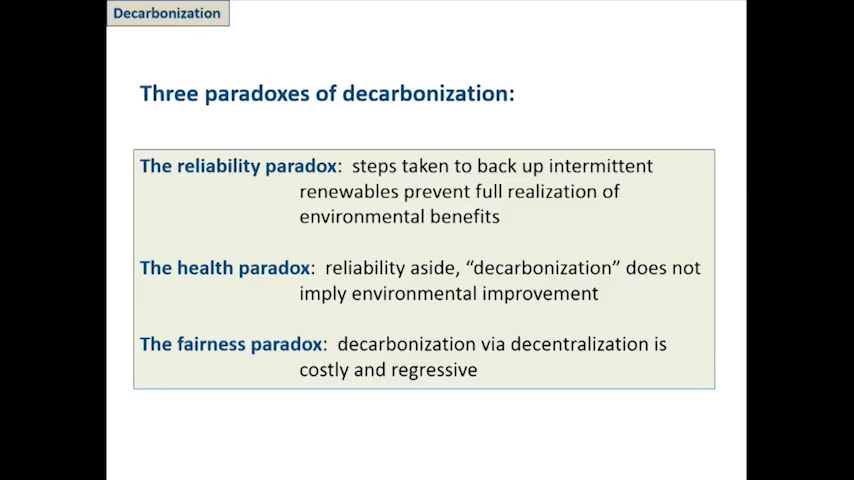 Decarbonization
Three paradoxes of decarbonization:
The reliability paradox: steps taken to back up intermittent
renewables prevent full realization of
environmental benefits
The health paradox: reliability aside, “decarbonization” does not
imply environmental improvement
The fairness paradox: decarbonization via decentralization is
costly and regressive